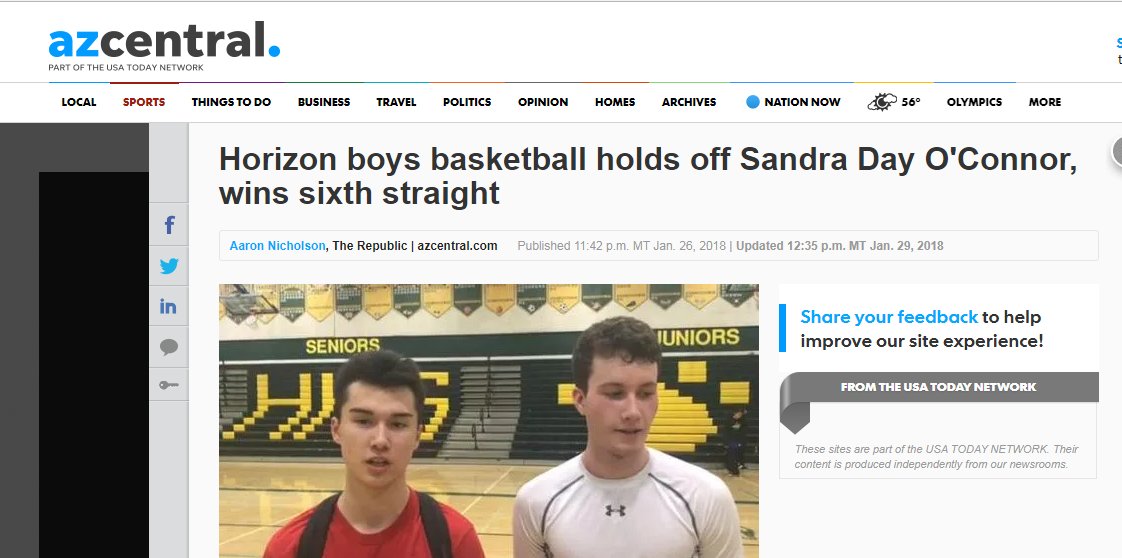 azcentral.
PART OF THE USA TODAY NETWORK
LOCAL SPORTS THINGS TO DO BUSINESS TRAVEL POLITICS OPINION HOMES ARCHIVES NATION NOW 56° OLYMPICS MORE
Horizon boys basketball holds off Sandra Day O'Connor,
wins sixth straight
Aaron Nicholson, The Republic | azcentral.com Published 11:42 p.m. MT Jan. 26, 2018 | Updated 12:35 p.m. MT Jan. 29, 2018
SENIORS
JUNIORS
Share your feedback to help
improve our site experience!
FROM THE USA TODAY NETWORK
These sites are part of the USA TODAY NETWORK. Their
content is produced independently from our newsrooms.